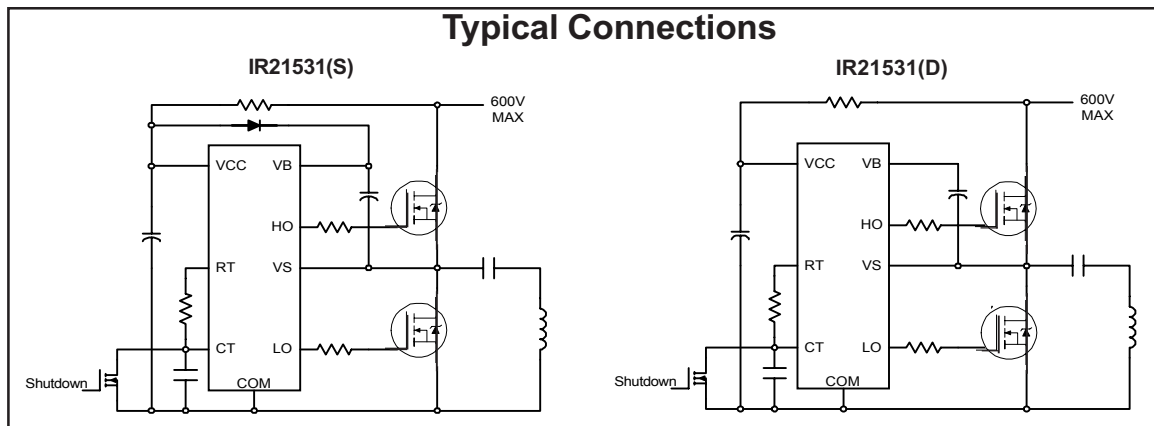 Typical Connections
IR21531(S)
600V
MAX
VCC
VB
HO
RT
VS
CT
LO
COM
Shutdown
IR21531(D)
600V
MAX
VCC
VB
HO
RT
VS
CT
LO
COM
Shutdown